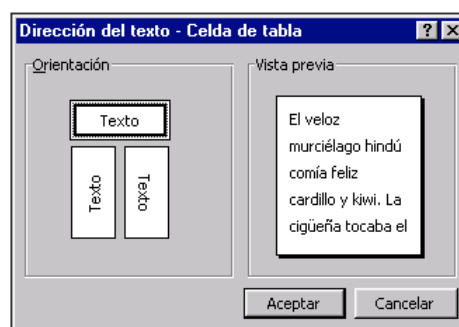 Dirección del texto - Celda de tabla
Orientación
Texto
Texto
Texto
Vista previa
El veloz
murciélago hindú
comía feliz
cardillo y kiwi. La
cigüeña tocaba el
Aceptar
Cancelar